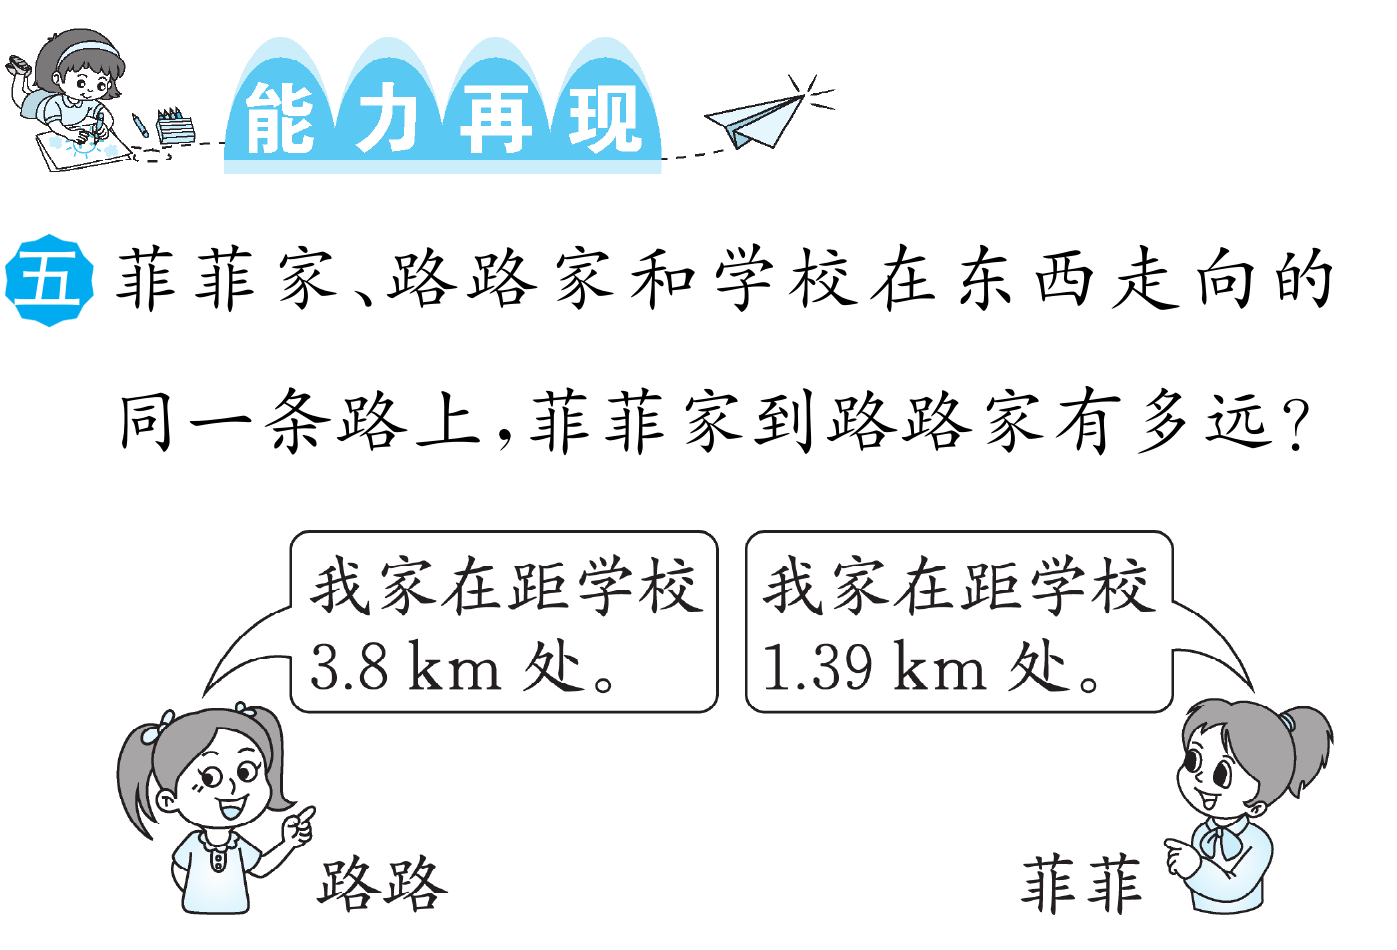 能力再现
五 菲菲家、路路家和学校在东西走向的
同一条路上，菲菲家到路路家有多远？
我家在距学校
3.8 km 处。
我家在距学校
1.39 km 处。
路路
菲菲